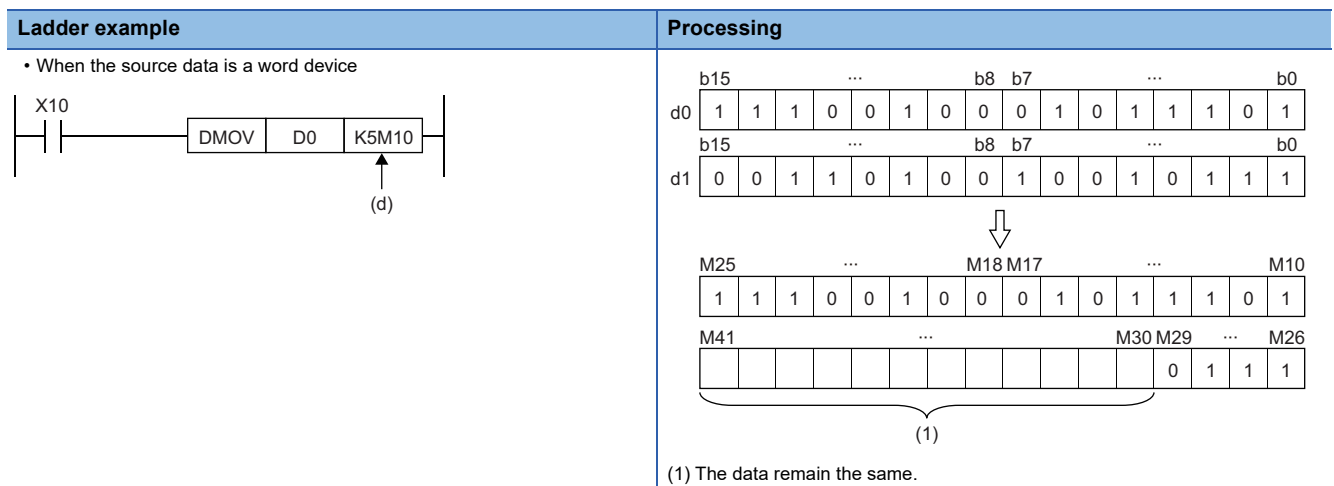 Ladder example
Processing
• When the source data is a word device
X10
DMOV D0 K5M10
(d)
b15 ... b8 b7 ... b0
d0 1 1 1 0 0 1 0 0 0 1 0 1 1 1 0 1
b15 ... b8 b7 ... b0
d1 0 0 1 1 0 1 0 0 1 0 0 1 0 1 1 1
M25 ... M18 M17 ... M10
1 1 1 0 0 1 0 0 0 1 0 1 1 1 0 1
M41 ... M30 M29 ... M26
0 1 1 1
(1)
(1) The data remain the same.